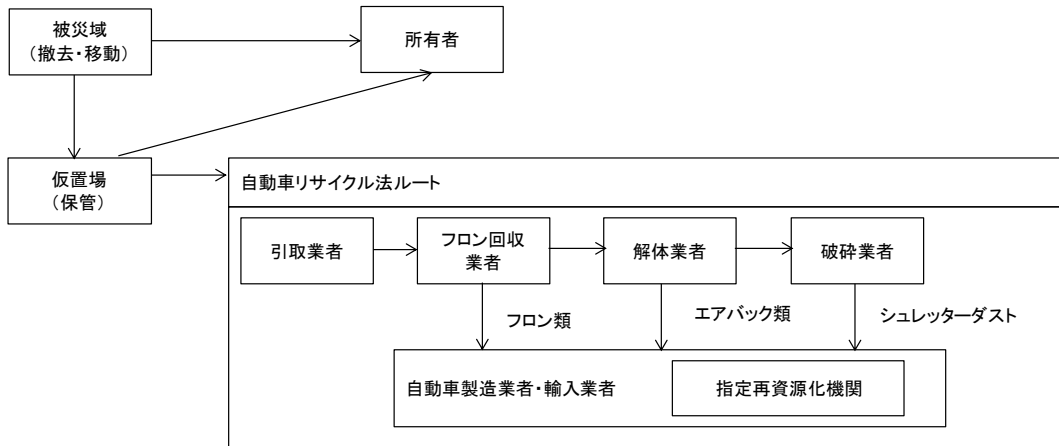 被災域
（撤去・移動）
所有者
仮置場
（保管）
自動車リサイクル法ルート
引取業者
フロン回収
業者
解体業者
破砕業者
フロン類
エアバック類
シュレッターダスト
自動車製造業者・輸入業者
指定再資源化機関